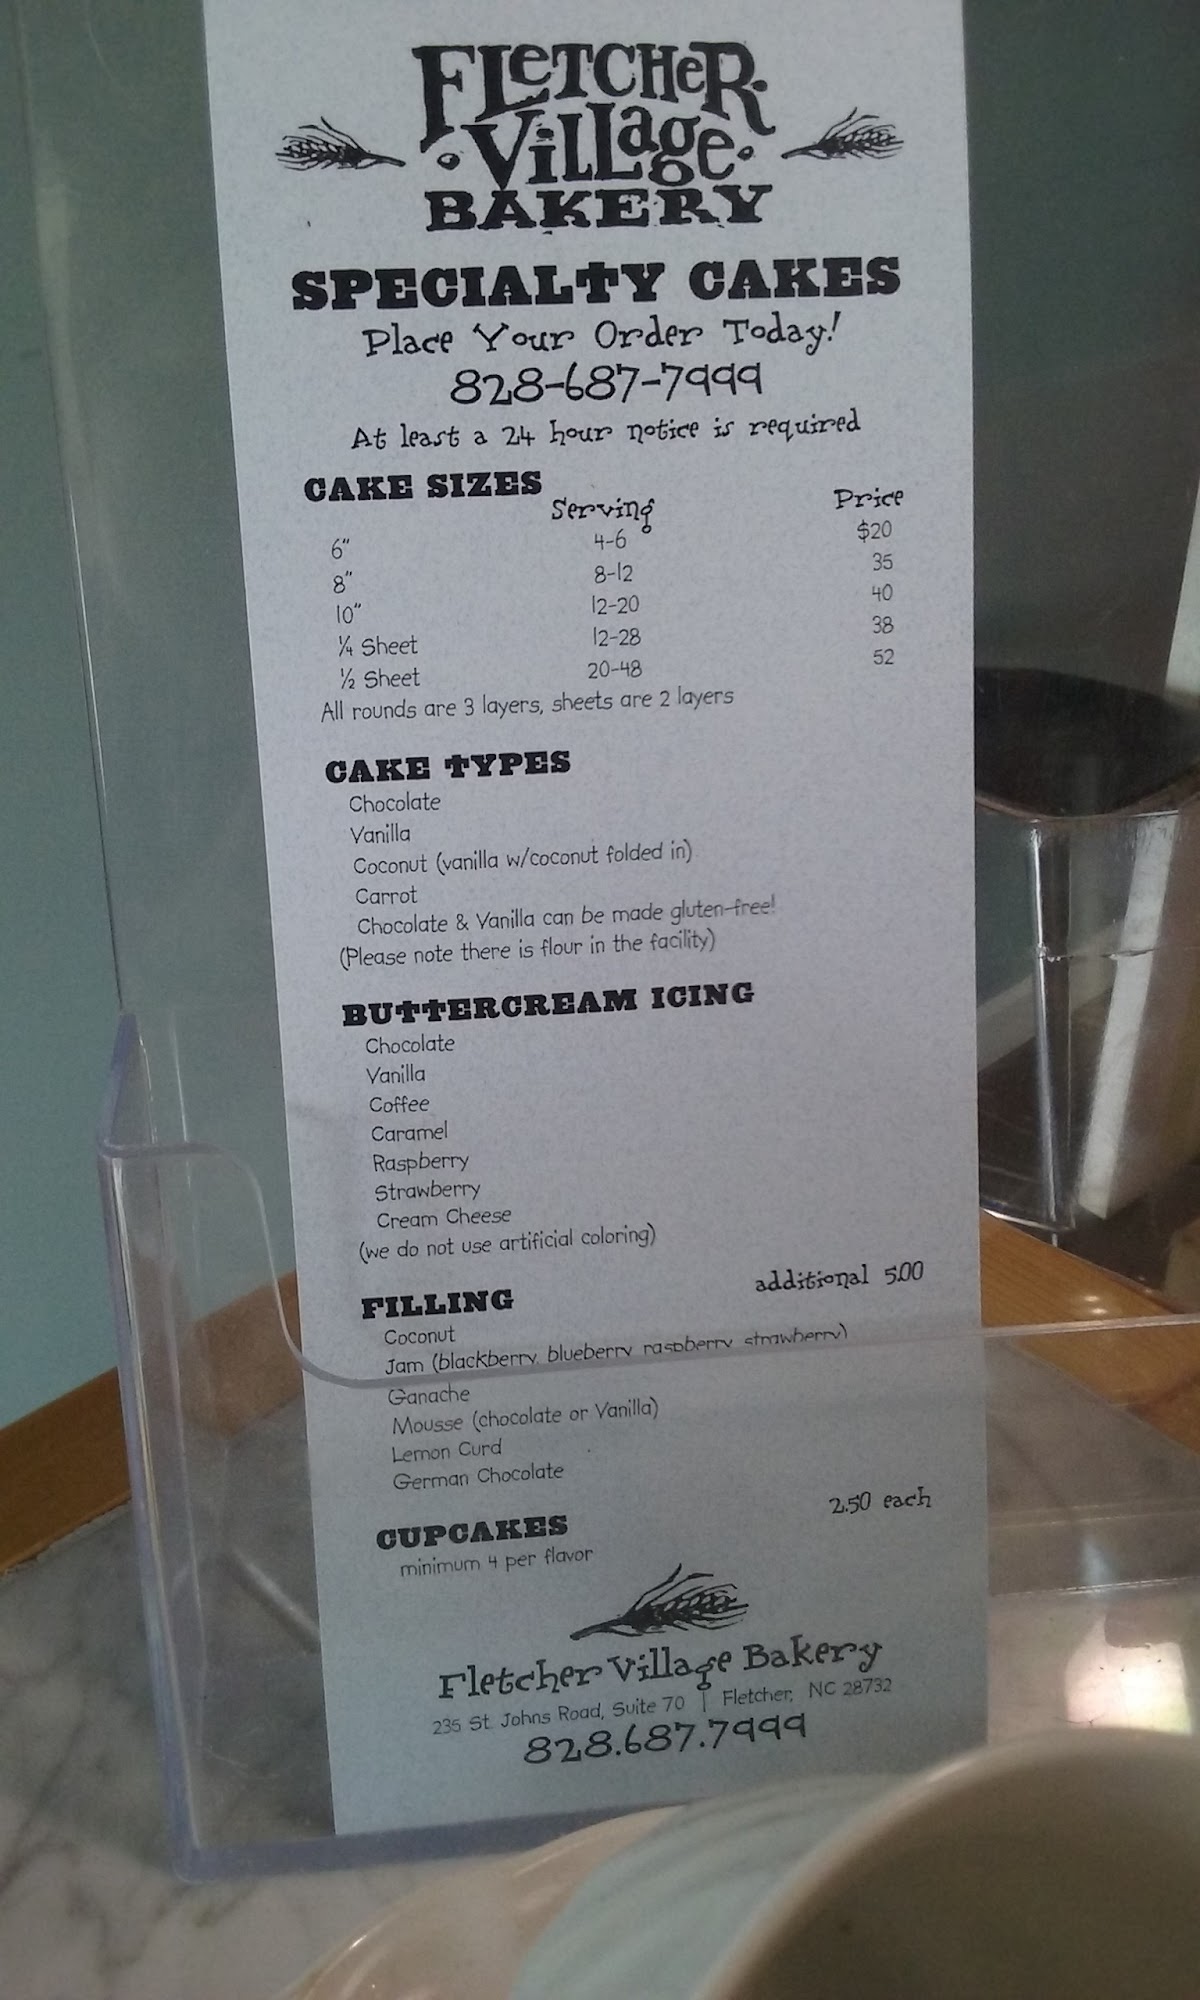 FLeTCHeR
·ViLLage·
BAKERY
SPECIALTY CAKES
Place Your Order Today!
828-687-7999
At least a 24 hour notice is required
CAKE SIZES
Serving Price
6" 4-6 $20
8" 8-12 35
10" 12-20 40
¼ Sheet 12-28 38
½ Sheet 20-48 52
All rounds are 3 layers, sheets are 2 layers
CAKE TYPES
Chocolate
Vanilla
Coconut (vanilla w/coconut folded in)
Carrot
Chocolate & Vanilla can be made gluten-free!
(Please note there is flour in the facility)
BUTTERCREAM ICING
Chocolate
Vanilla
Coffee
Caramel
Raspberry
Strawberry
Cream Cheese
(we do not use artificial coloring)
FILLING additional 5.00
Coconut
Jam (blackberry, blueberry, raspberry, strawberry)
Ganache
Mousse (chocolate or Vanilla)
Lemon Curd
German Chocolate
CUPCAKES 2.50 each
minimum 4 per flavor
Fletcher Village Bakery
235 St. Johns Road, Suite 70 | Fletcher, NC 28732
828.687.7999